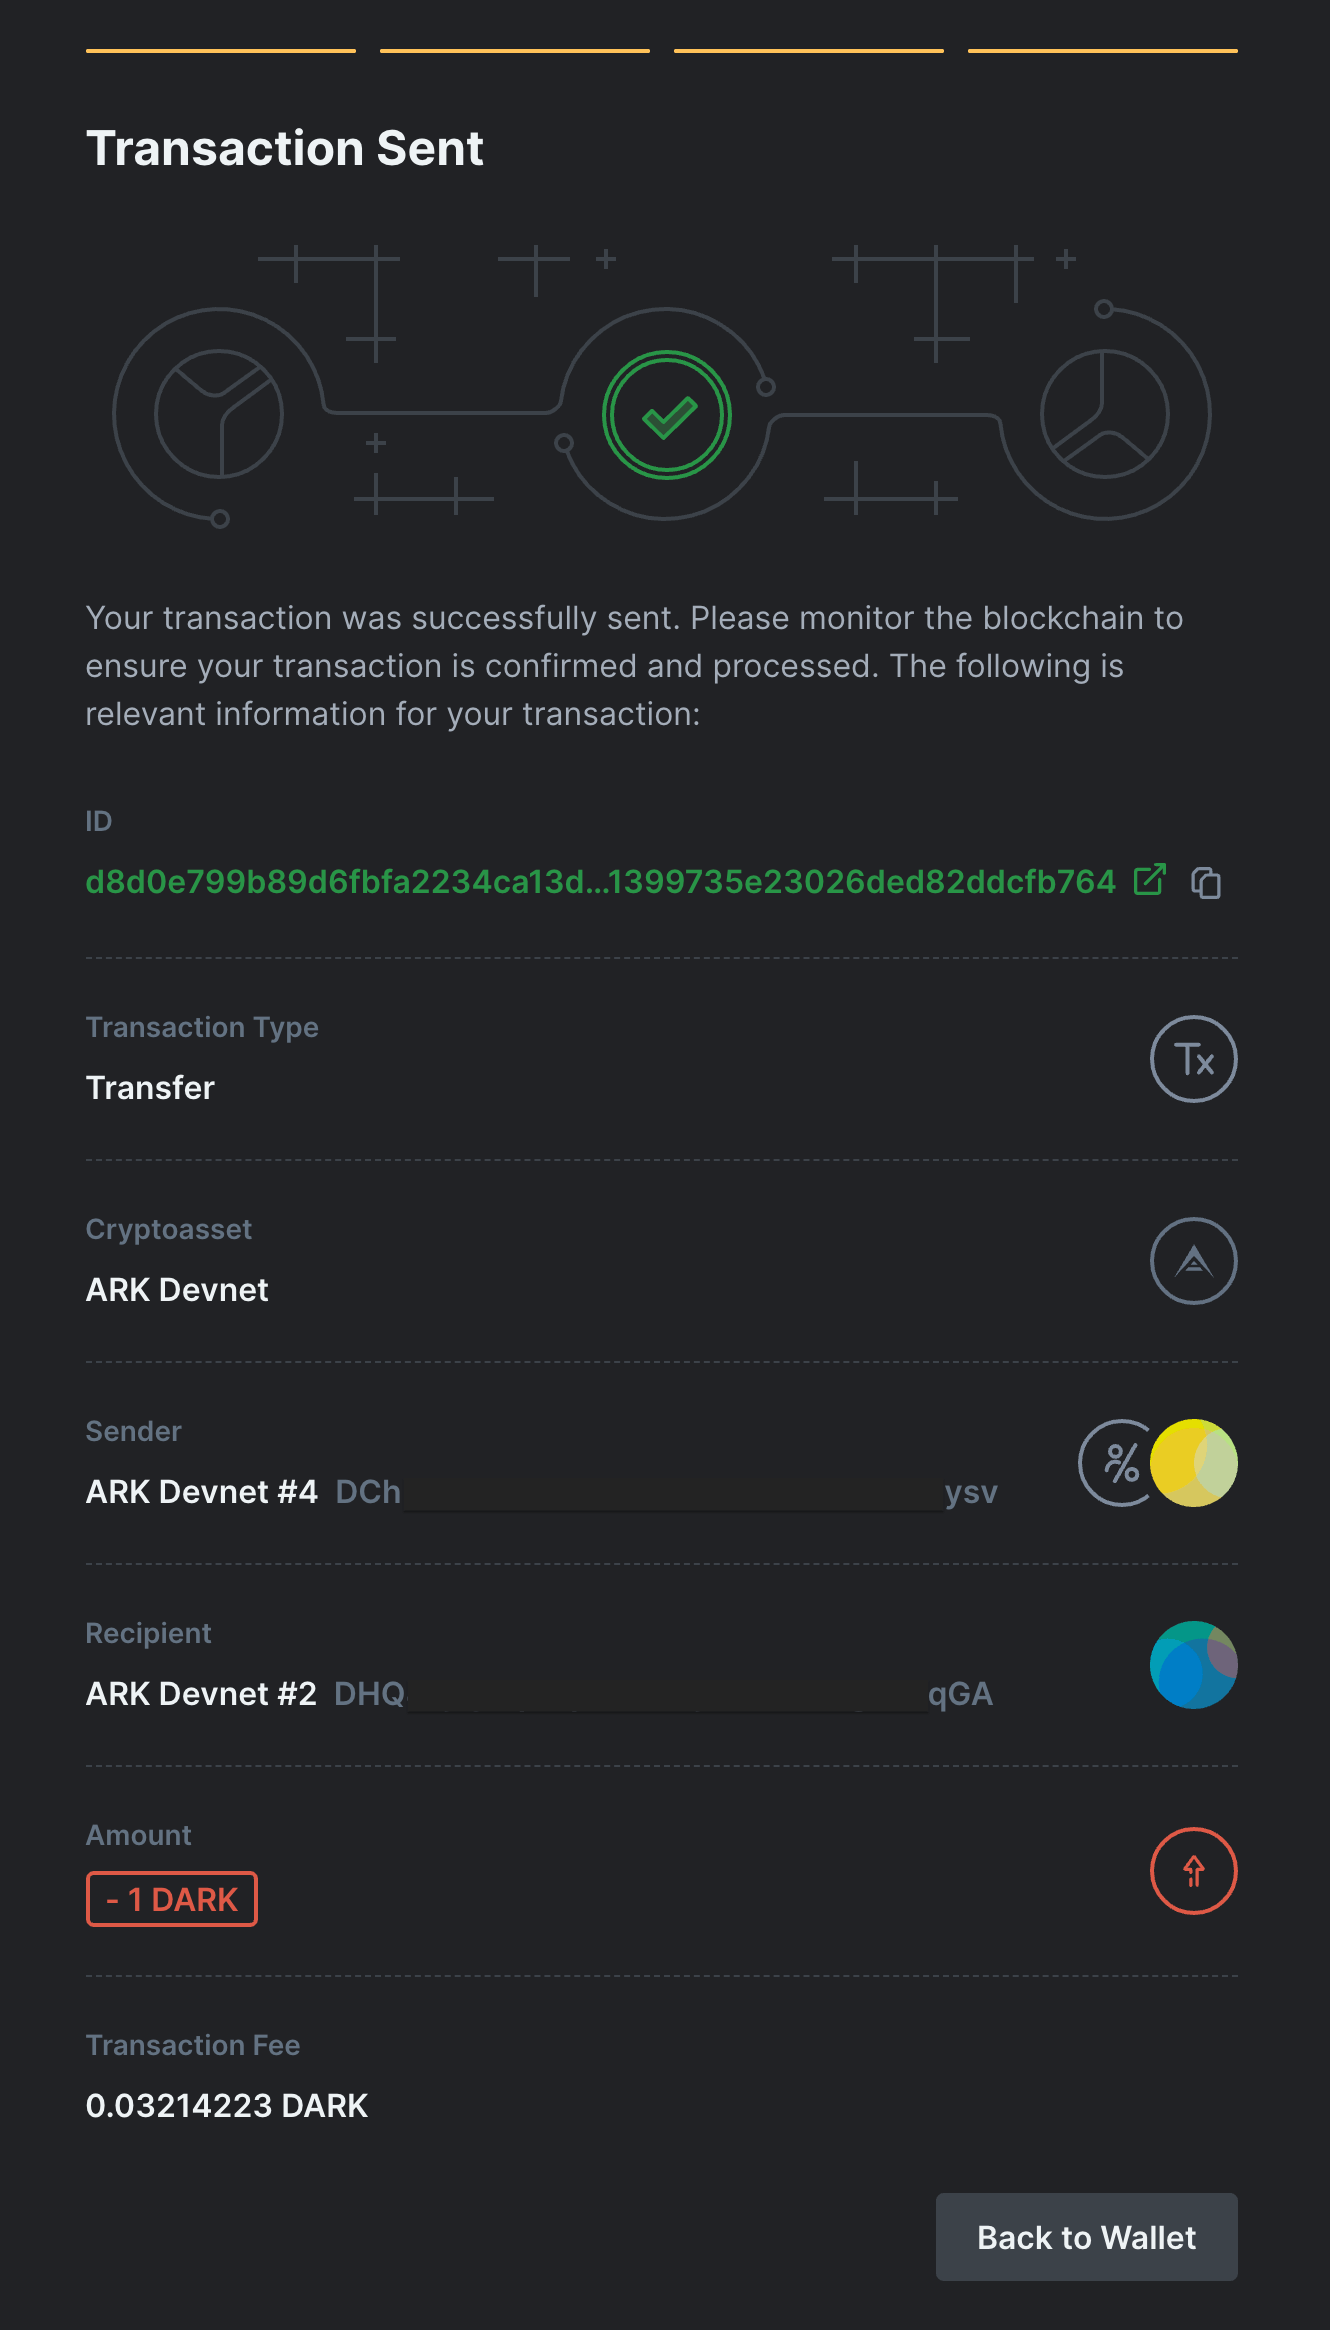 Transaction Sent
Your transaction was successfully sent. Please monitor the blockchain to
ensure your transaction is confirmed and processed. The following is
relevant information for your transaction:
ID
d8d0e799b89d6fbfa2234ca13d...1399735e23026ded82ddcfb764
Transaction Type
Transfer
Tx
Cryptoasset
ARK Devnet
Sender
ARK Devnet #4 DCh ysv
Recipient
ARK Devnet #2 DHQ qGA
Amount
- 1 DARK
Transaction Fee
0.03214223 DARK
Back to Wallet